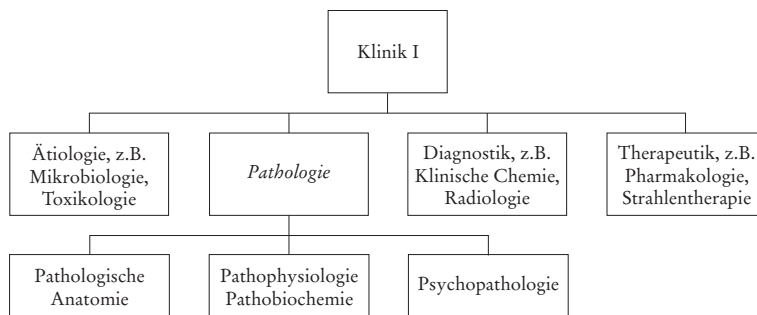 Klinik I
Ätiologie, z.B.
Mikrobiologie,
Toxikologie
Pathologie
Diagnostik, z.B.
Klinische Chemie,
Radiologie
Therapeutik, z.B.
Pharmakologie,
Strahlentherapie
Pathologische
Anatomie
Pathophysiologie
Pathobiochemie
Psychopathologie